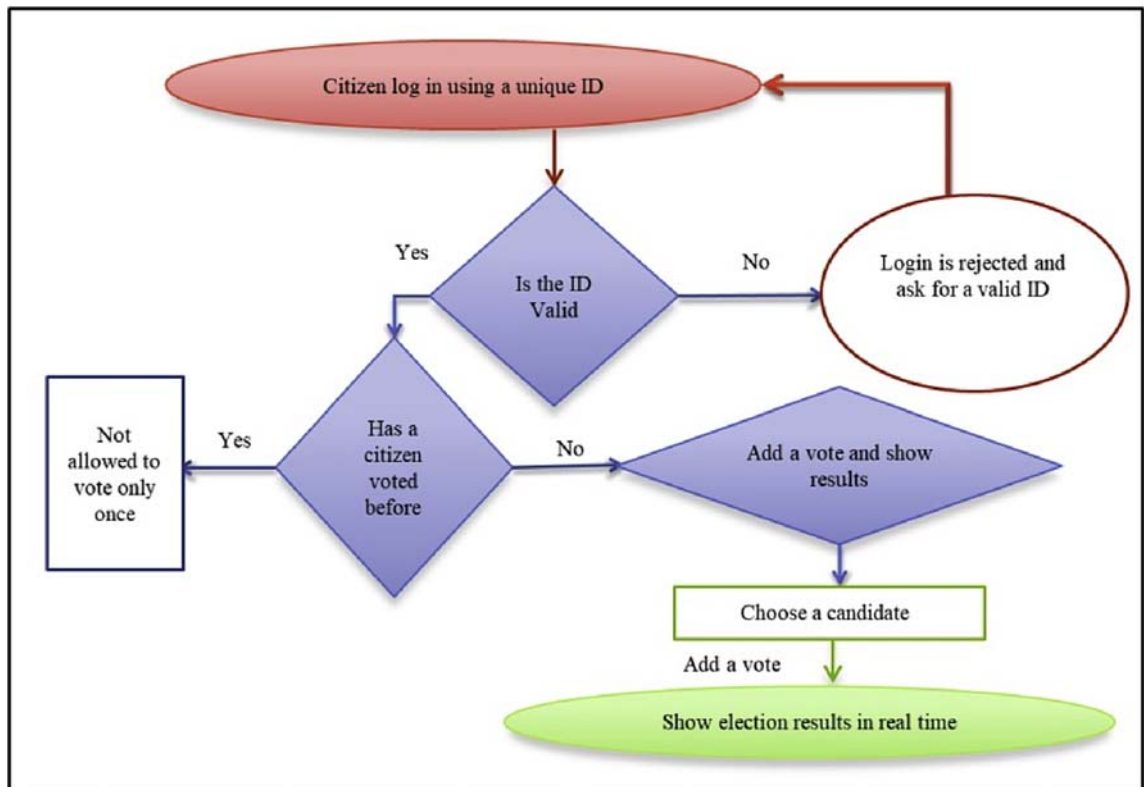 Citizen log in using a unique ID
Yes
Is the ID
Valid
No
Login is rejected and
ask for a valid ID
Not
allowed to
vote only
once
Yes
Has a
citizen
voted
before
No
Add a vote and show
results
Choose a candidate
Add a vote
Show election results in real time